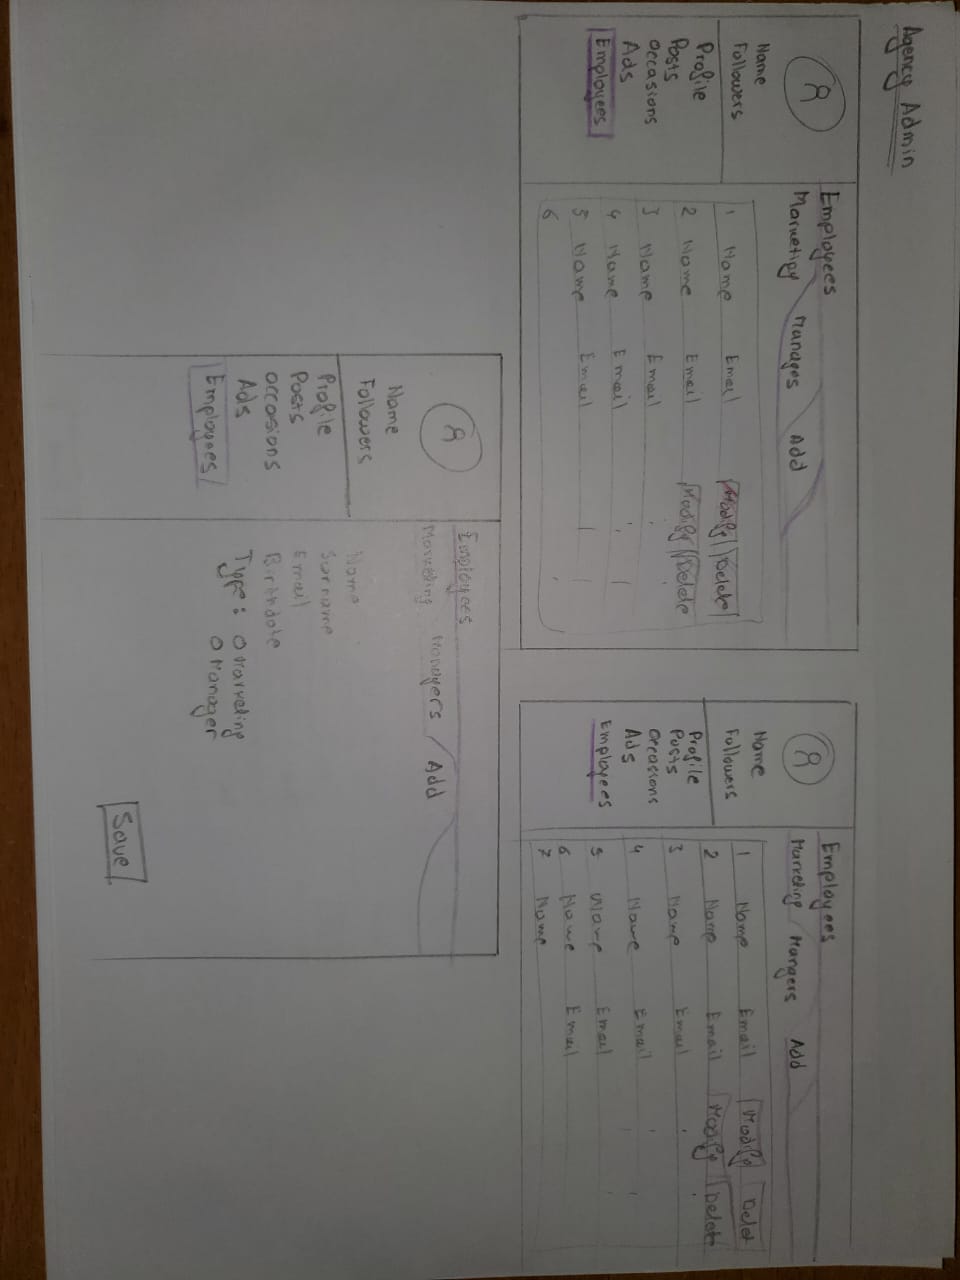 Agency Admin
Employees
Marketipy Manages Add
Name
Followers
Profile
Posts
Occasions
Ads
Employees
1 Name Email Modify Delete
2 Name Email Modify Delete
3 Name Email
4 Name Email
5 Name Email
6
Employees
Marketing Mangers Add
Name
Followers
Profile
Posts
Occasions
Ads
Employees
1 Name Email Modify Delet
2 Name Email Modify Delete
3 Name Email
4 Name Email
5 Name Email
6 Name Email
7 Name
Employees
Marketing Managers Add
Name
Followers
Profile
Posts
Occasions
Ads
Employees
Name
Surname
Email
Birthdate
Type: O Marketing
O Manager
Save